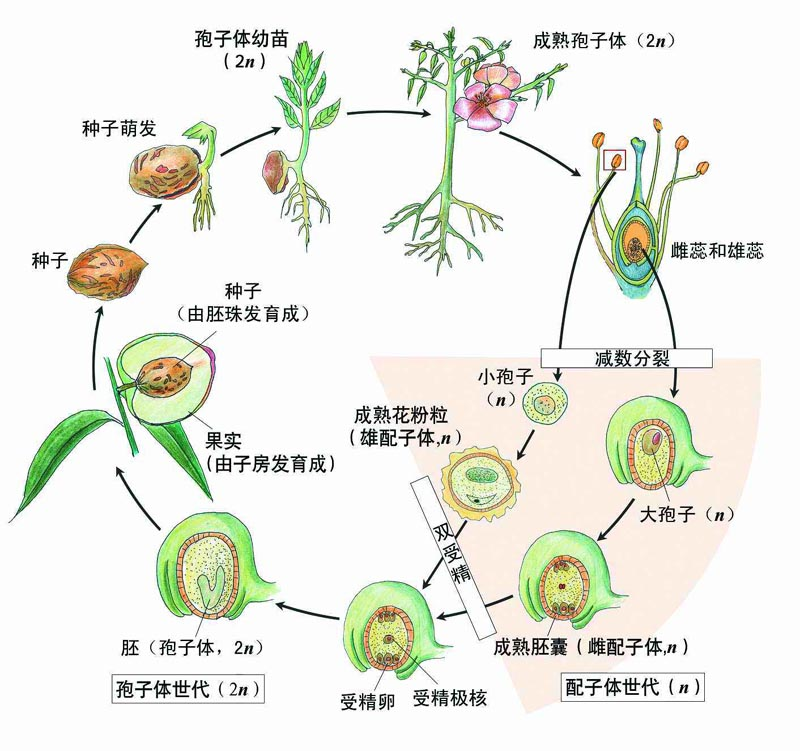 孢子体幼苗
(2n)
成熟孢子体（2n）
种子萌发
雌蕊和雄蕊
种子
种子
（由胚珠发育成）
减数分裂
小孢子
（n）
成熟花粉粒
（雄配子体,n）
果实
（由子房发育成）
大孢子（n）
双受精
胚（孢子体，2n）
成熟胚囊（雌配子体,n）
孢子体世代（2n）
受精卵
受精极核
配子体世代（n）